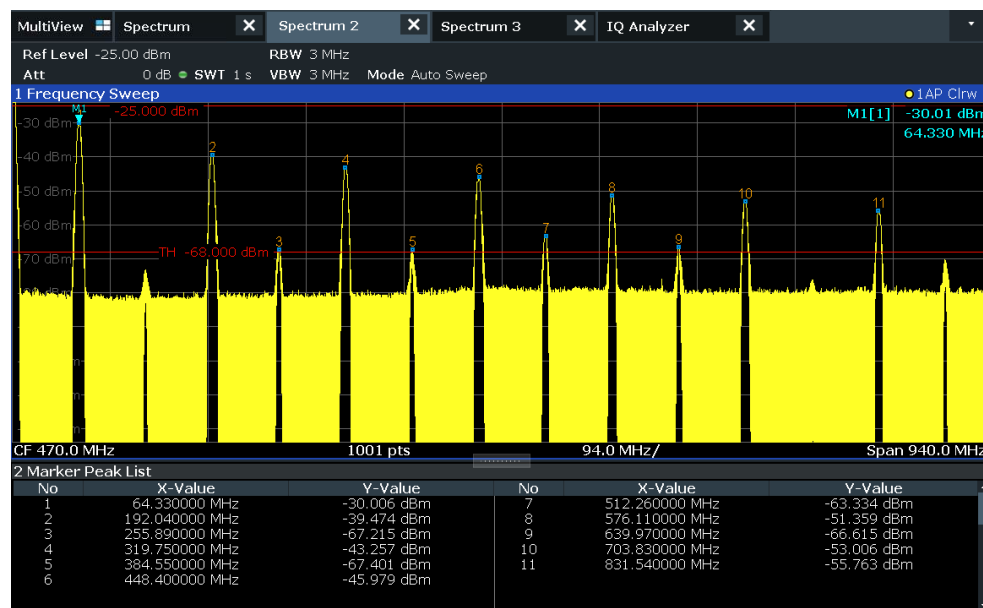 MultiView Spectrum X Spectrum 2 X Spectrum 3 X IQ Analyzer X
Ref Level -25.00 dBm RBW 3 MHz
Att 0 dB SWT 1 s VBW 3 MHz Mode Auto Sweep
1 Frequency Sweep 1AP Clrw
M1 -25.000 dBm M1[1] -30.01 dBm
-30 dBm 64.330 MHz
2
-40 dBm 4
6
-50 dBm 8 10
11
-60 dBm 7
3 5 9
TH -68.000 dBm
-70 dBm
CF 470.0 MHz 1001 pts 94.0 MHz/ Span 940.0 MHz
2 Marker Peak List
No X-Value Y-Value No X-Value Y-Value
1 64.330000 MHz -30.006 dBm 7 512.260000 MHz -63.334 dBm
2 192.040000 MHz -39.474 dBm 8 576.110000 MHz -51.359 dBm
3 255.890000 MHz -67.215 dBm 9 639.970000 MHz -66.615 dBm
4 319.750000 MHz -43.257 dBm 10 703.830000 MHz -53.006 dBm
5 384.550000 MHz -67.401 dBm 11 831.540000 MHz -55.763 dBm
6 448.400000 MHz -45.979 dBm